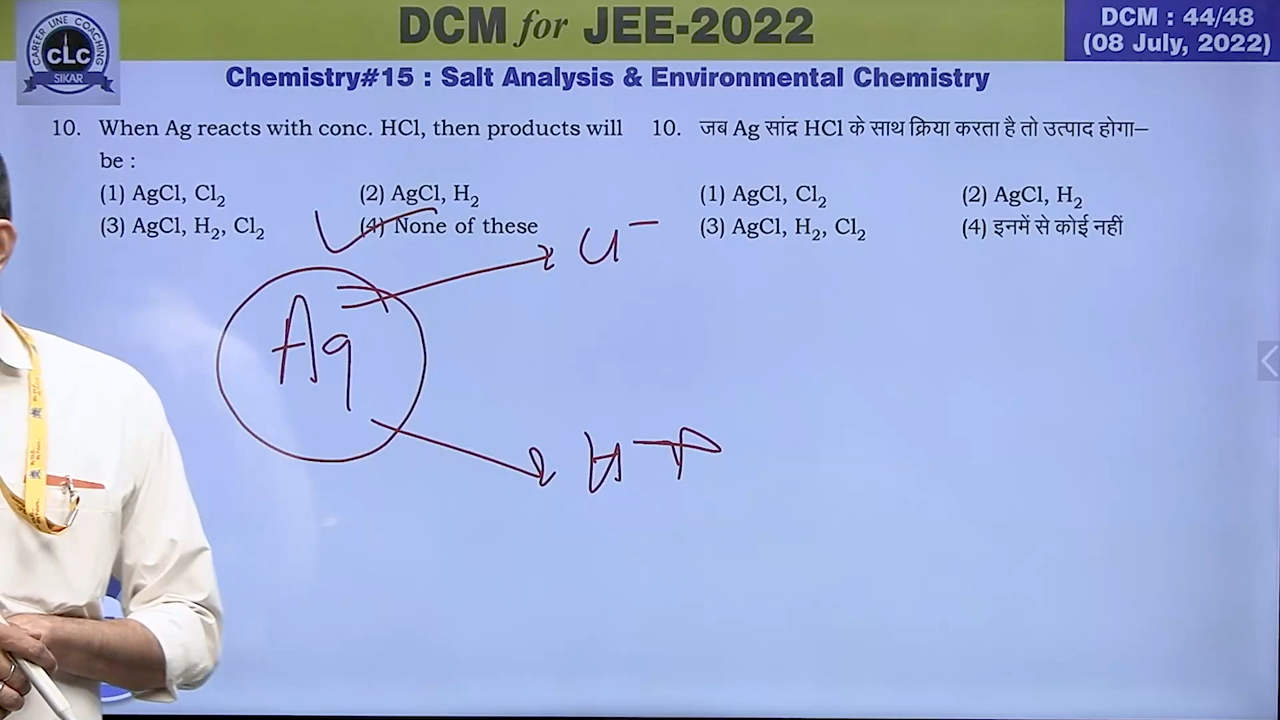 CAREER LINE COACHING
CLC
SIKAR
DCM for JEE-2022
DCM : 44/48
(08 July, 2022)
Chemistry#15 : Salt Analysis & Environmental Chemistry
10. When Ag reacts with conc. HCl, then products will be :
(1) AgCl, Cl₂ (2) AgCl, H₂
(3) AgCl, H₂, Cl₂ (4) None of these
10. जब Ag सांद्र HCl के साथ क्रिया करता है तो उत्पाद होगा–
(1) AgCl, Cl₂ (2) AgCl, H₂
(3) AgCl, H₂, Cl₂ (4) इनमें से कोई नहीं
Ag
Cl⁻